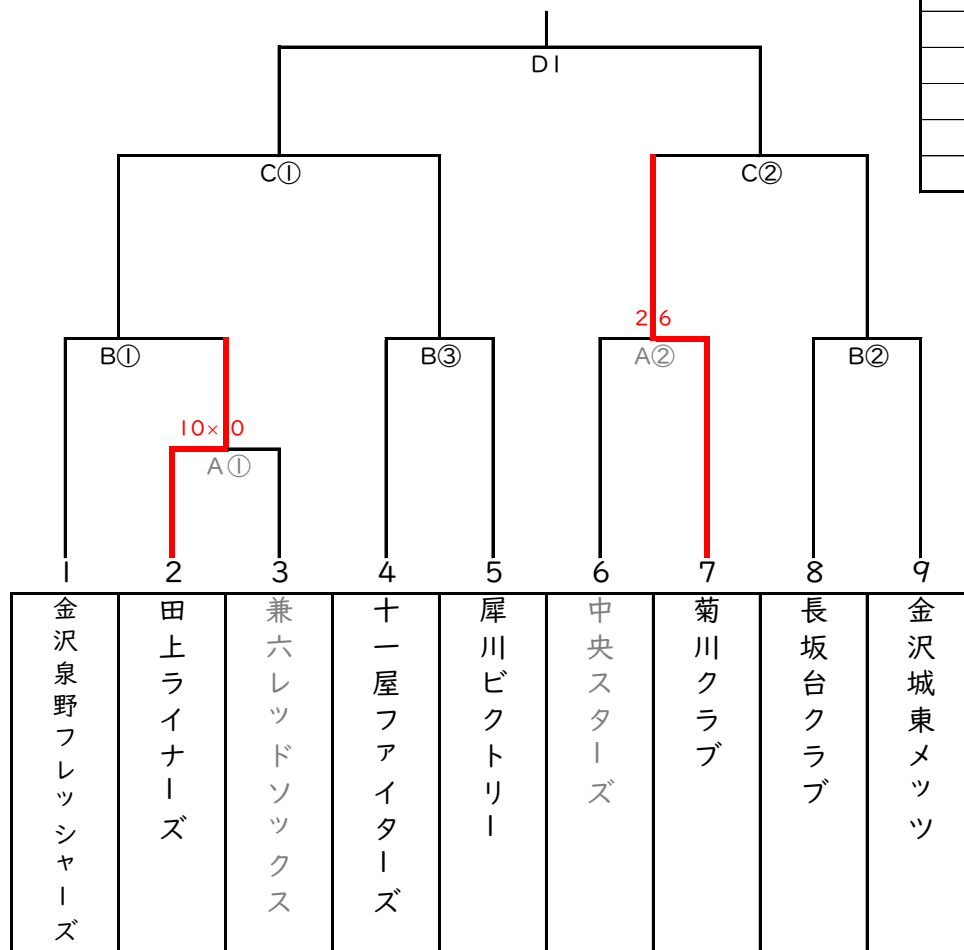 D1
C① C②
2 6
B① B③ A② B②
10× 0
A①
1 2 3 4 5 6 7 8 9
金沢泉野フレッシャーズ
田上ライナーズ
兼六レッドソックス
十一屋ファイターズ
犀川ビクトリー
中央スターズ
菊川クラブ
長坂台クラブ
金沢城東メッツ